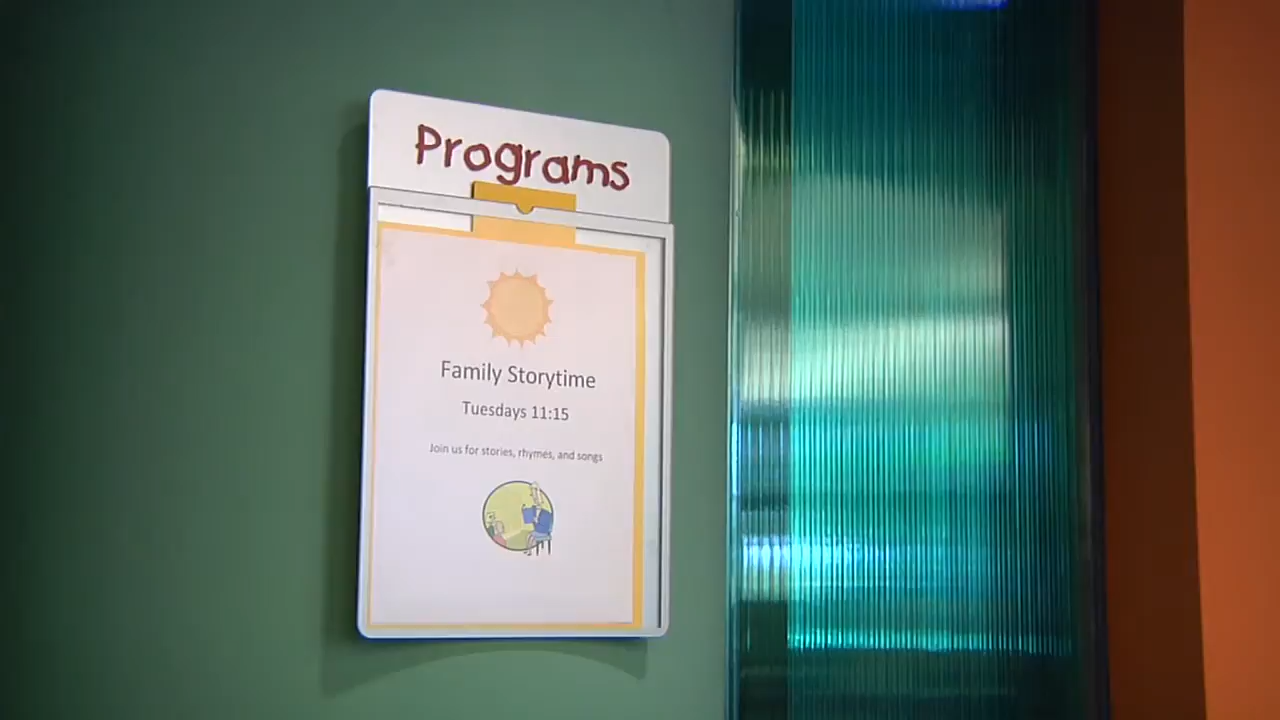 Programs
Family Storytime
Tuesdays 11:15
Join us for stories, rhymes, and songs